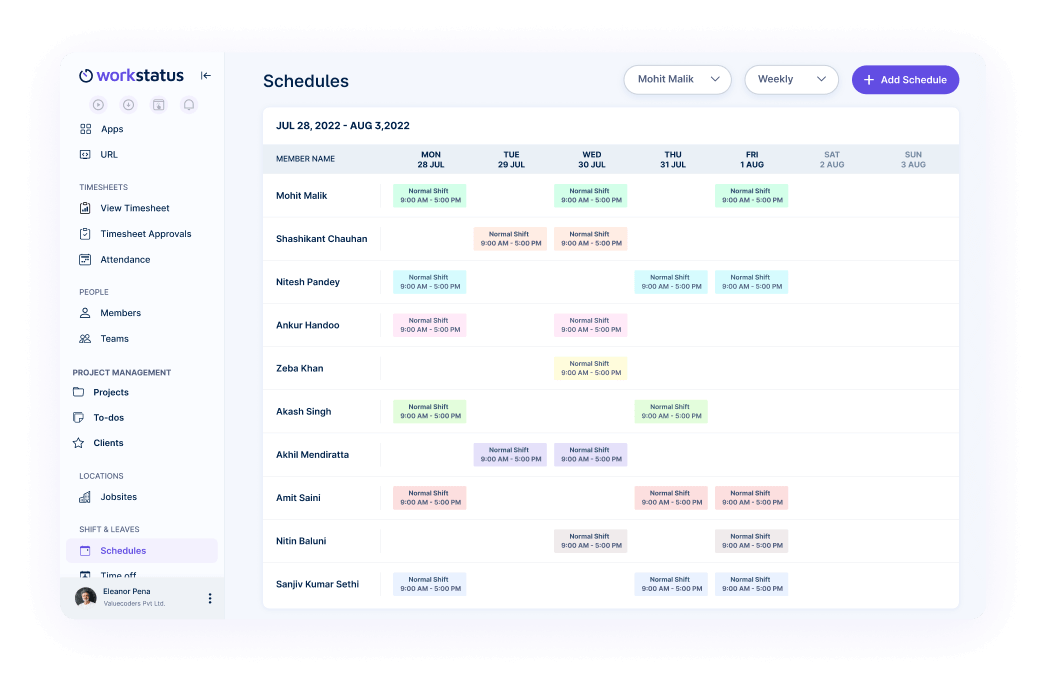 workstatus
Apps
URL
TIMESHEETS
View Timesheet
Timesheet Approvals
Attendance
PEOPLE
Members
Teams
PROJECT MANAGEMENT
Projects
To-dos
Clients
LOCATIONS
Jobsites
SHIFT & LEAVES
Schedules
Time off
Eleanor Pena
Valuecoders Pvt Ltd.
Schedules
Mohit Malik
Weekly
+ Add Schedule
JUL 28, 2022 - AUG 3,2022
MEMBER NAME
MON
28 JUL
TUE
29 JUL
WED
30 JUL
THU
31 JUL
FRI
1 AUG
SAT
2 AUG
SUN
3 AUG
Mohit Malik
Normal Shift
9:00 AM - 5:00 PM
Normal Shift
9:00 AM - 5:00 PM
Normal Shift
9:00 AM - 5:00 PM
Shashikant Chauhan
Normal Shift
9:00 AM - 5:00 PM
Normal Shift
9:00 AM - 5:00 PM
Nitesh Pandey
Normal Shift
9:00 AM - 5:00 PM
Normal Shift
9:00 AM - 5:00 PM
Normal Shift
9:00 AM - 5:00 PM
Ankur Handoo
Normal Shift
9:00 AM - 5:00 PM
Normal Shift
9:00 AM - 5:00 PM
Zeba Khan
Normal Shift
9:00 AM - 5:00 PM
Akash Singh
Normal Shift
9:00 AM - 5:00 PM
Normal Shift
9:00 AM - 5:00 PM
Akhil Mendiratta
Normal Shift
9:00 AM - 5:00 PM
Normal Shift
9:00 AM - 5:00 PM
Amit Saini
Normal Shift
9:00 AM - 5:00 PM
Normal Shift
9:00 AM - 5:00 PM
Normal Shift
9:00 AM - 5:00 PM
Nitin Baluni
Normal Shift
9:00 AM - 5:00 PM
Normal Shift
9:00 AM - 5:00 PM
Sanjiv Kumar Sethi
Normal Shift
9:00 AM - 5:00 PM
Normal Shift
9:00 AM - 5:00 PM
Normal Shift
9:00 AM - 5:00 PM